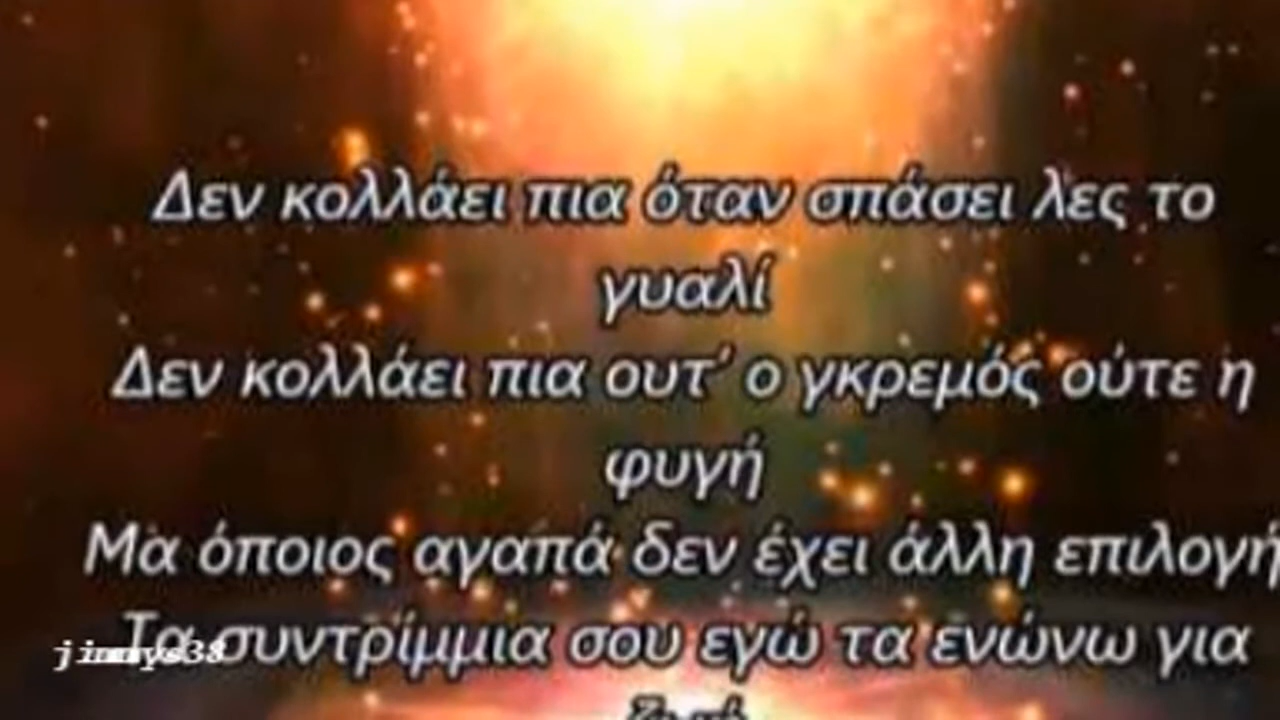 Δεν κολλάει πια όταν σπάσει λες το
γυαλί
Δεν κολλάει πια ουτ’ ο γκρεμός ούτε η
φυγή
Μα όποιος αγαπά δεν έχει άλλη επιλογή
Τα συντρίμμια σου εγώ τα ενώνω για